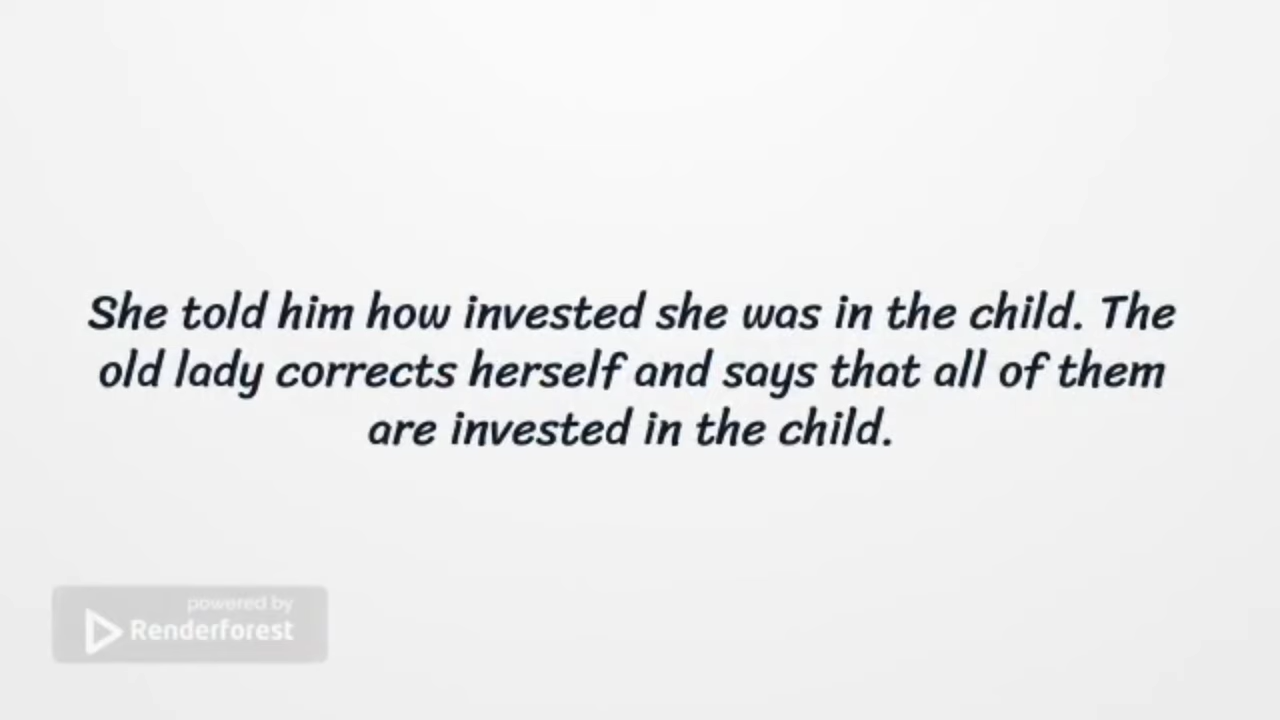 She told him how invested she was in the child. The
old lady corrects herself and says that all of them
are invested in the child.
powered by
Renderforest